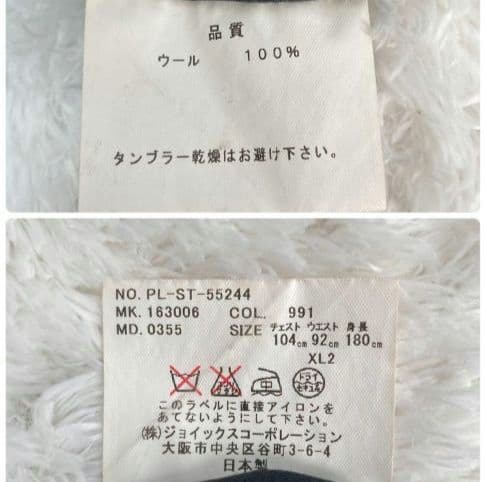 品質
ウール 100%
タンブラー乾燥はお避け下さい。
NO. PL-ST-55244
MK. 163006 COL. 991
MD. 0355 SIZE チェスト ウエスト 身長
104cm 92cm 180cm
XL2
ドライ
セキユ系
このラベルに直接アイロンを
あてないようにして下さい。
(株)ジョイックスコーポレーション
大阪市中央区谷町3-6-4
日本製